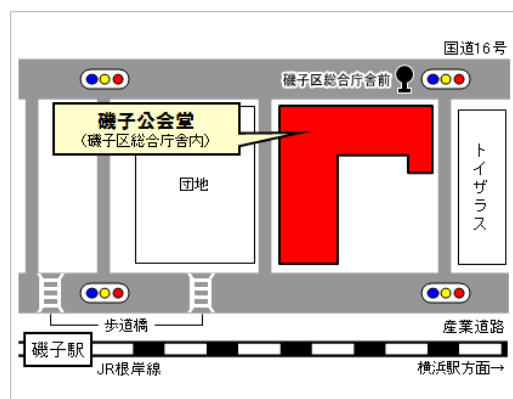 国道16号
磯子区総合庁舎前
磯子公会堂
(磯子区総合庁舎内)
団地
トイザラス
歩道橋
産業道路
磯子駅
JR根岸線
横浜駅方面→